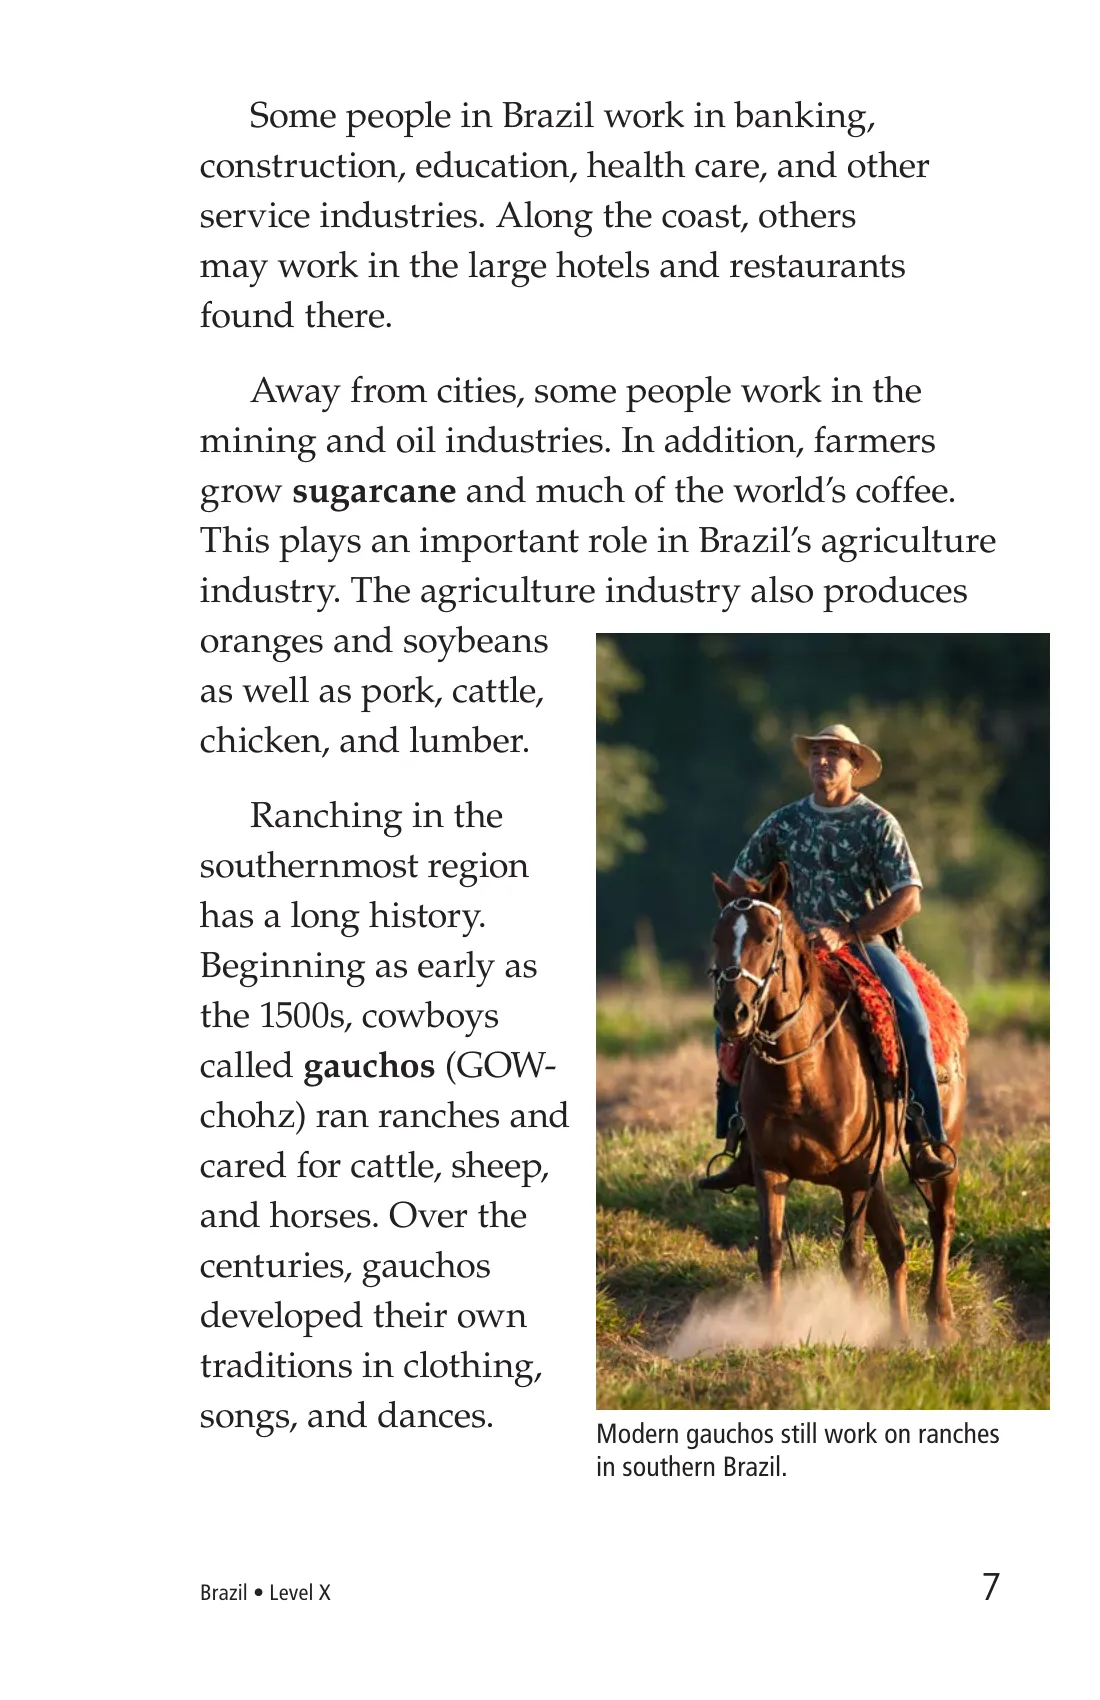 Some people in Brazil work in banking,
construction, education, health care, and other
service industries. Along the coast, others
may work in the large hotels and restaurants
found there.
Away from cities, some people work in the
mining and oil industries. In addition, farmers
grow sugarcane and much of the world’s coffee.
This plays an important role in Brazil’s agriculture
industry. The agriculture industry also produces
oranges and soybeans
as well as pork, cattle,
chicken, and lumber.
Ranching in the
southernmost region
has a long history.
Beginning as early as
the 1500s, cowboys
called gauchos (GOW-
chohz) ran ranches and
cared for cattle, sheep,
and horses. Over the
centuries, gauchos
developed their own
traditions in clothing,
songs, and dances.
Modern gauchos still work on ranches
in southern Brazil.
Brazil • Level X
7